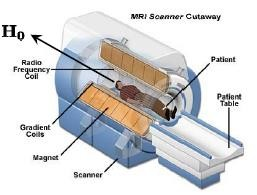 MRI Scanner Cutaway
H₀
Radio
Frequency
Coil
Patient
Patient
Table
Gradient
Coils
Magnet
Scanner